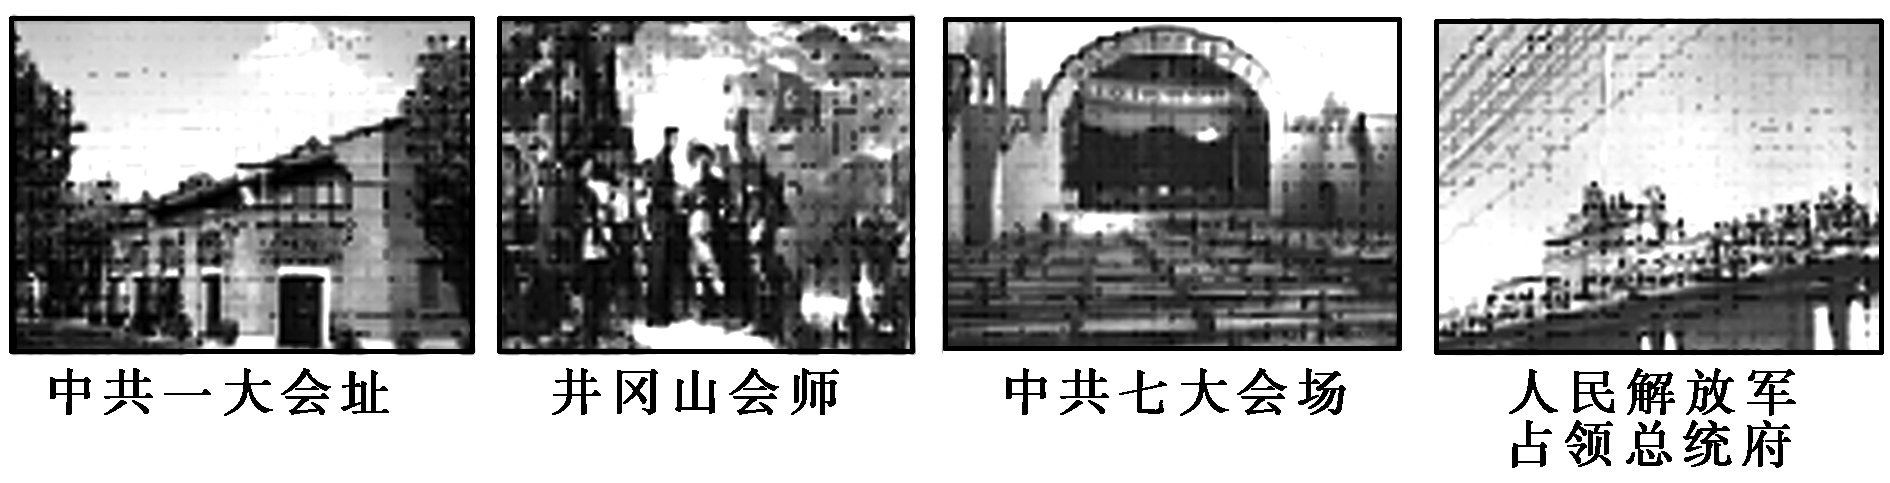 中共一大会址
井冈山会师
中共七大会场
人民解放军
占领总统府